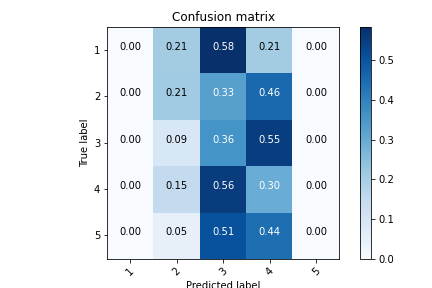 Confusion matrix
True label
1 0.00 0.21 0.58 0.21 0.00
2 0.00 0.21 0.33 0.46 0.00
3 0.00 0.09 0.36 0.55 0.00
4 0.00 0.15 0.56 0.30 0.00
5 0.00 0.05 0.51 0.44 0.00
1 2 3 4 5
Predicted label
0.5
0.4
0.3
0.2
0.1
0.0